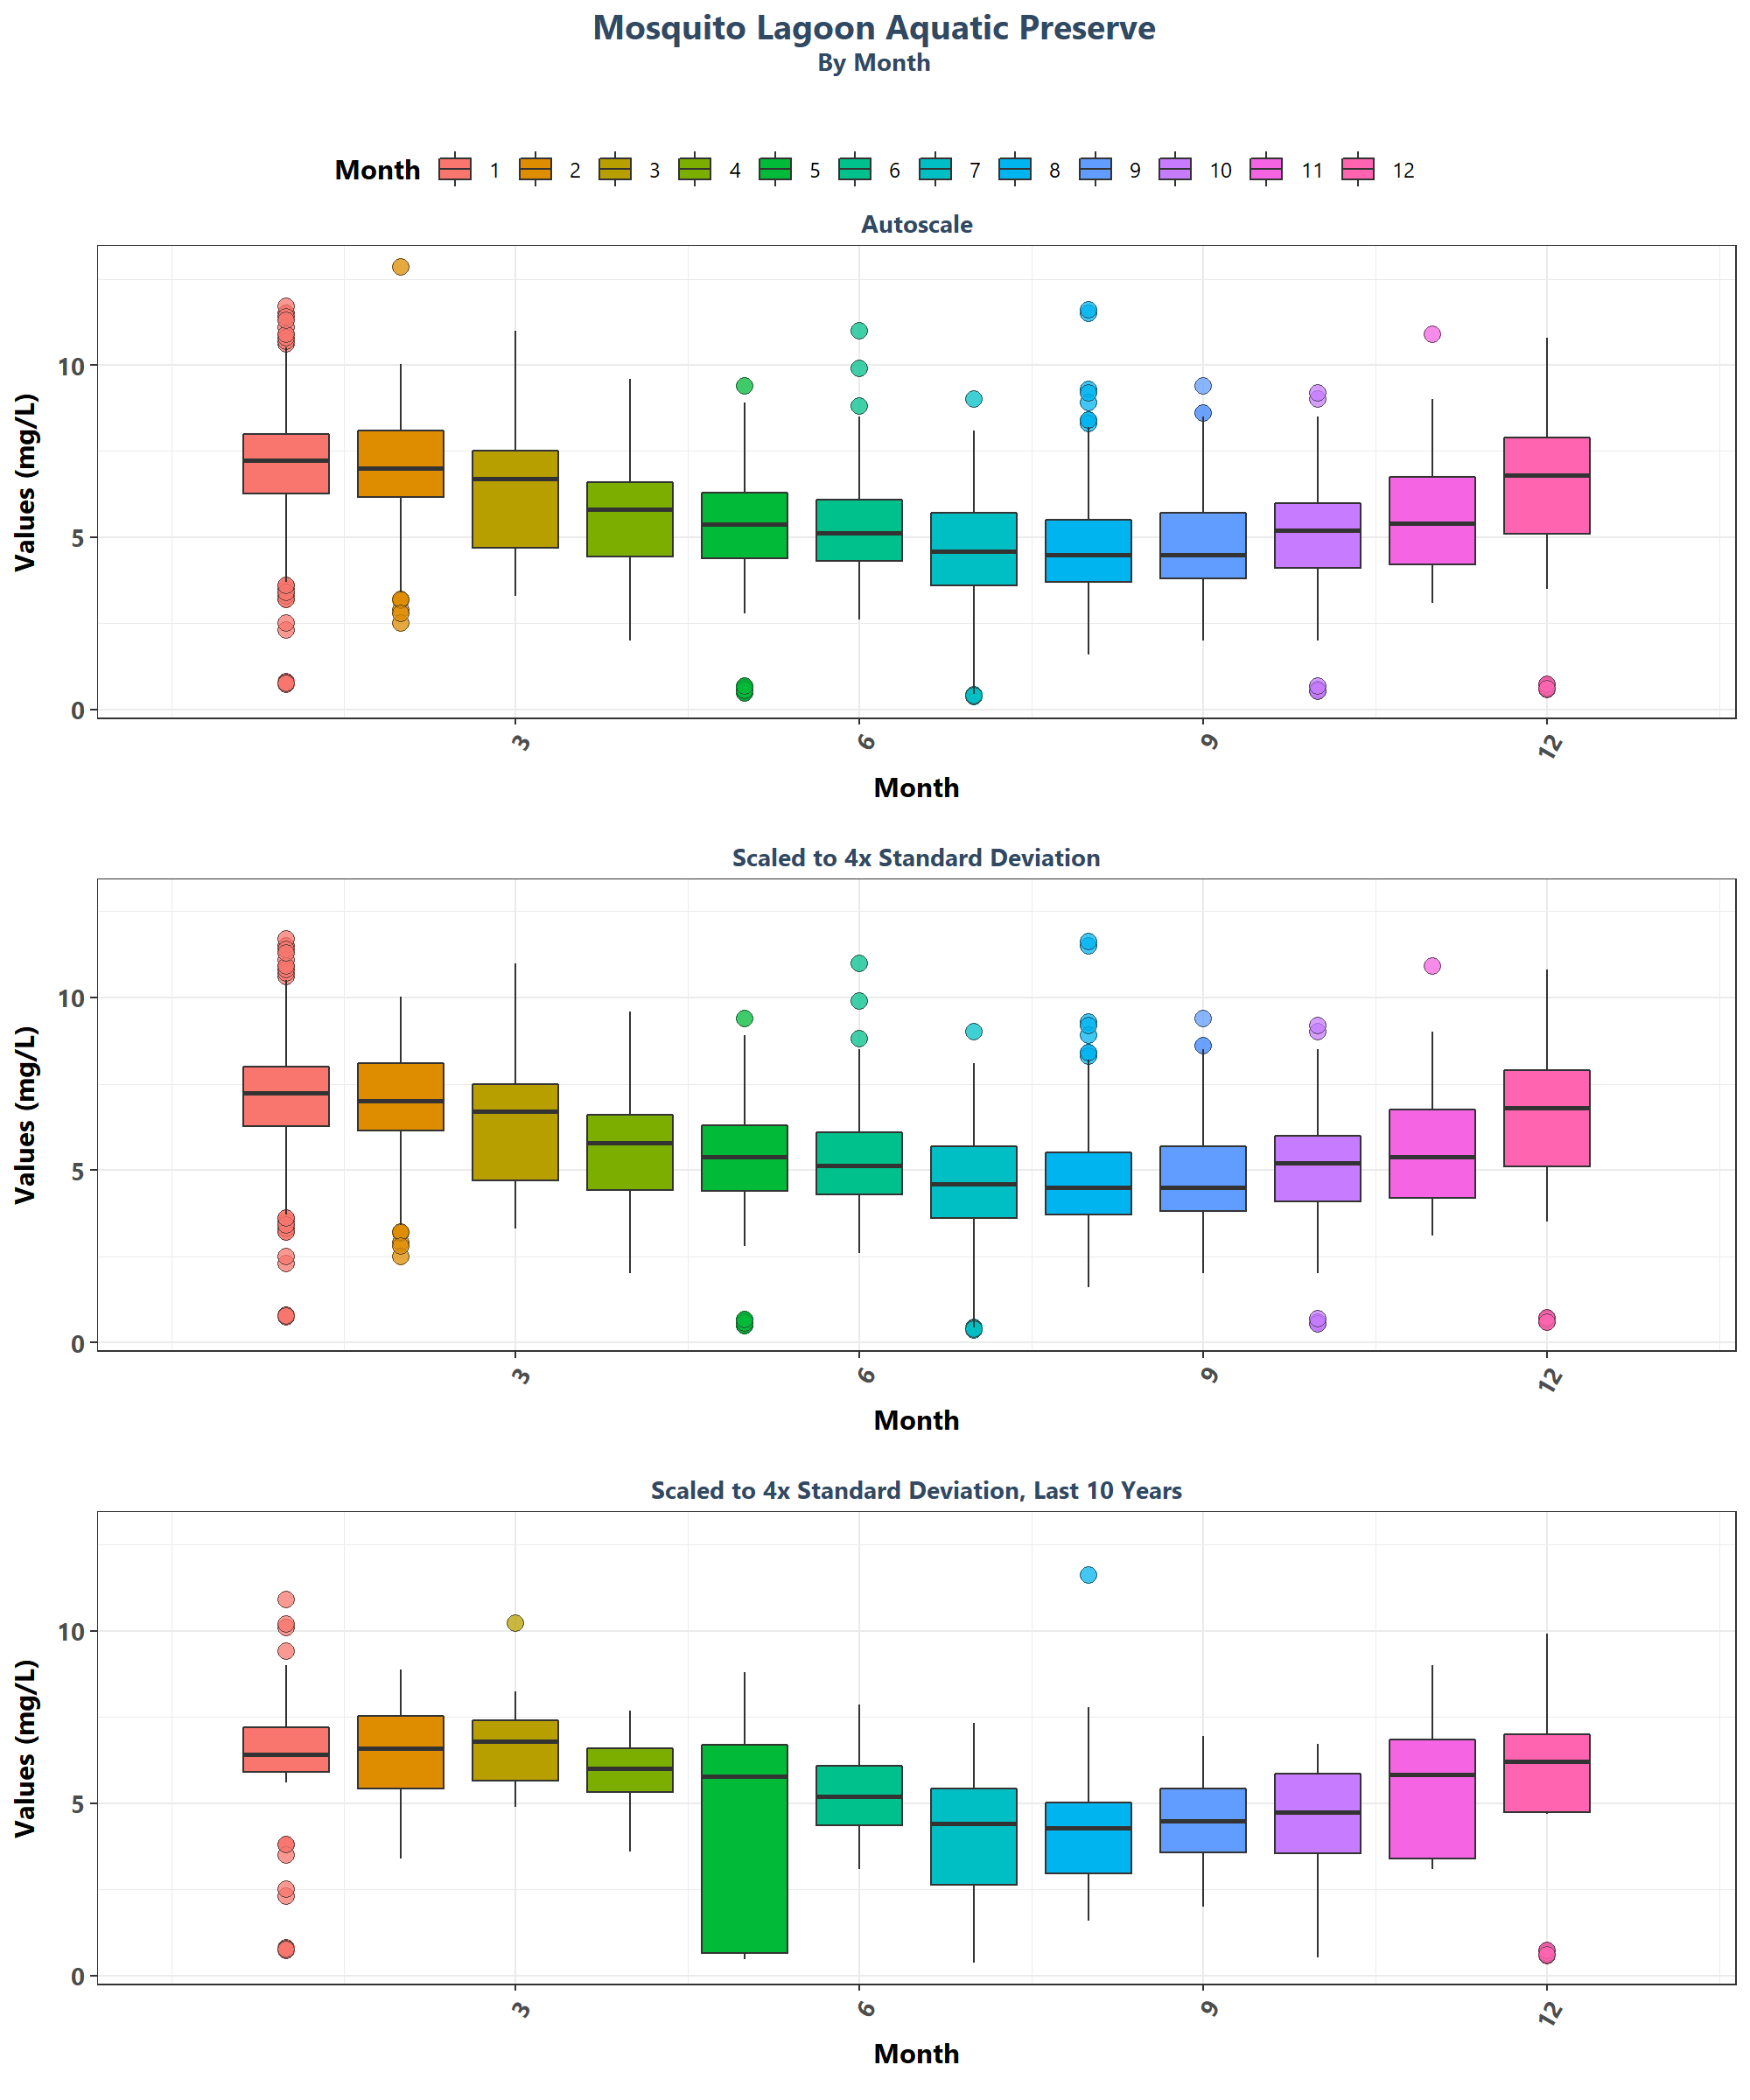 Mosquito Lagoon Aquatic Preserve
By Month
Month 1 2 3 4 5 6 7 8 9 10 11 12
Autoscale
Values (mg/L)
10
5
0
3 6 9 12
Month
Scaled to 4x Standard Deviation
Values (mg/L)
10
5
0
3 6 9 12
Month
Scaled to 4x Standard Deviation, Last 10 Years
Values (mg/L)
10
5
0
3 6 9 12
Month